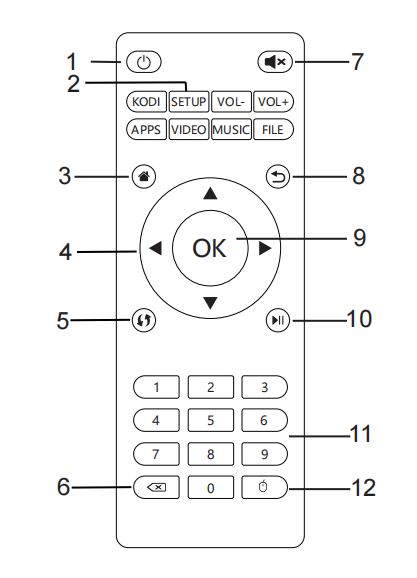 1 7
2
KODI SETUP VOL- VOL+
APPS VIDEO MUSIC FILE
3 8
4 OK 9
5 10
1 2 3
4 5 6
11
7 8 9
6 0 12